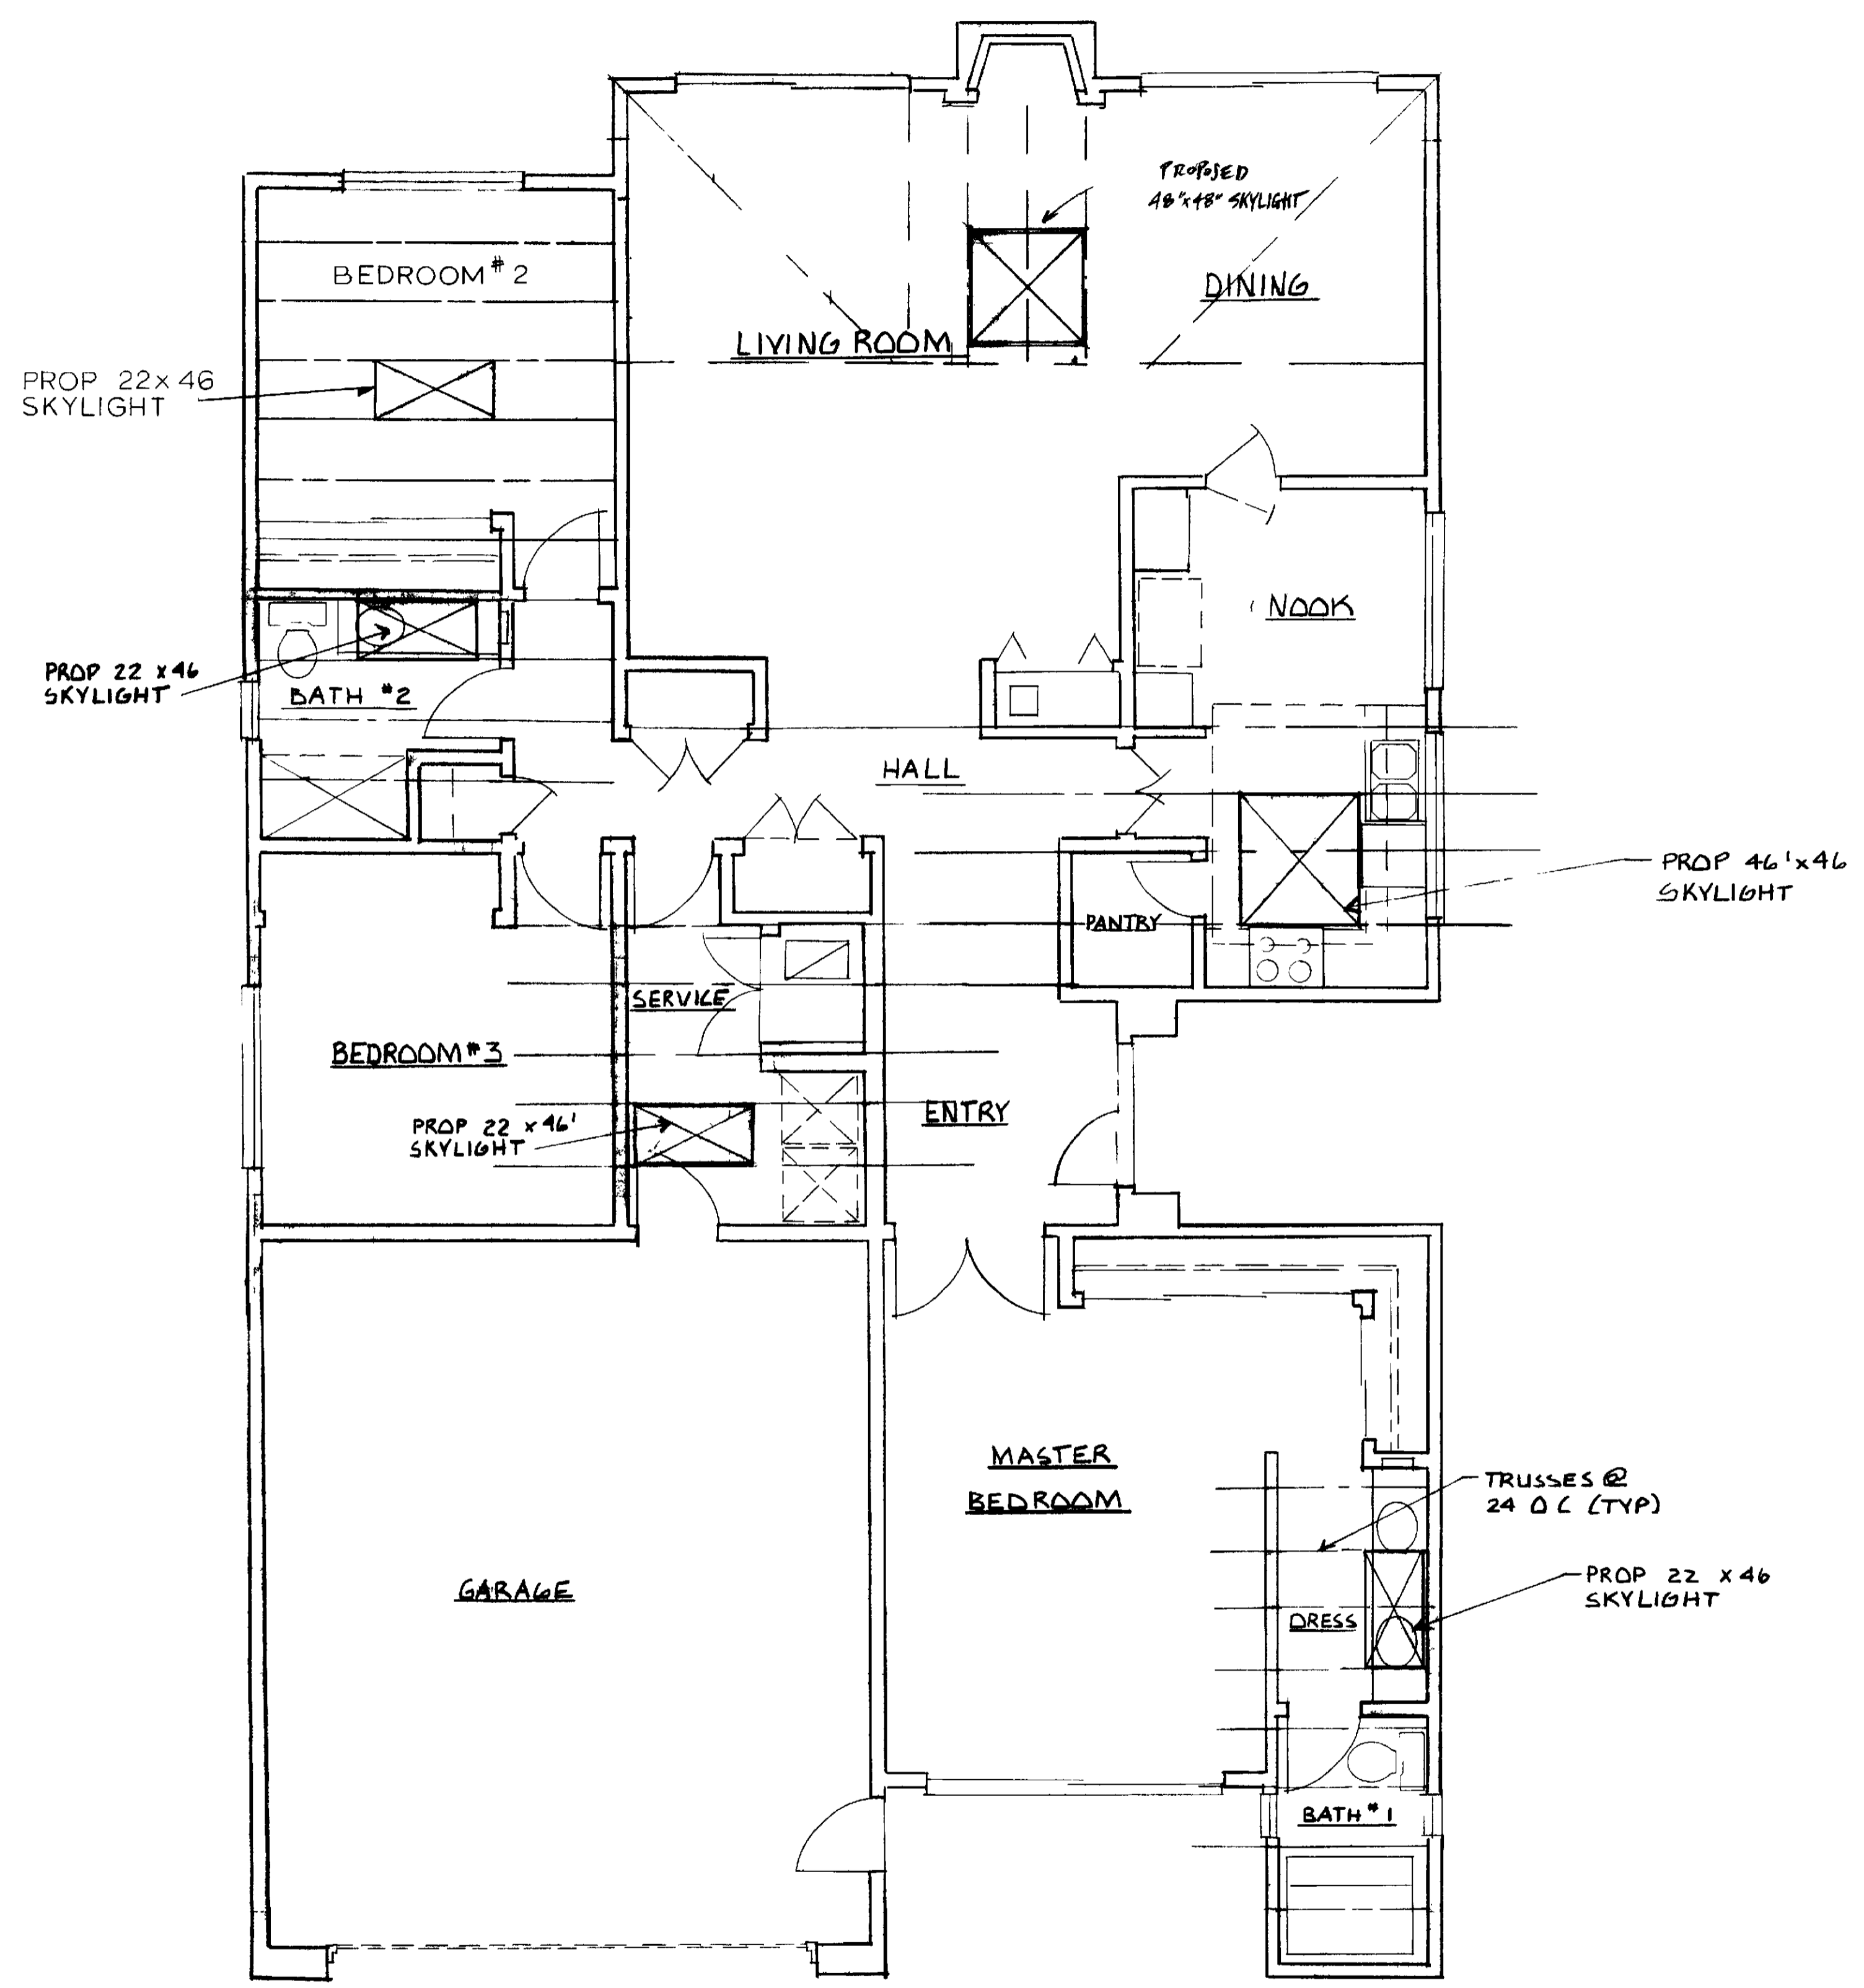 PROPOSED
48"x48" SKYLIGHT
BEDROOM #2
DINING
LIVING ROOM
PROP 22x46
SKYLIGHT
NOOK
PROP 22 x46
SKYLIGHT
BATH #2
HALL
PROP 46'x46
SKYLIGHT
PANTRY
SERVICE
BEDROOM #3
ENTRY
PROP 22 x46'
SKYLIGHT
MASTER
BEDROOM
TRUSSES @
24 O C (TYP)
PROP 22 x46
SKYLIGHT
GARAGE
DRESS
BATH #1